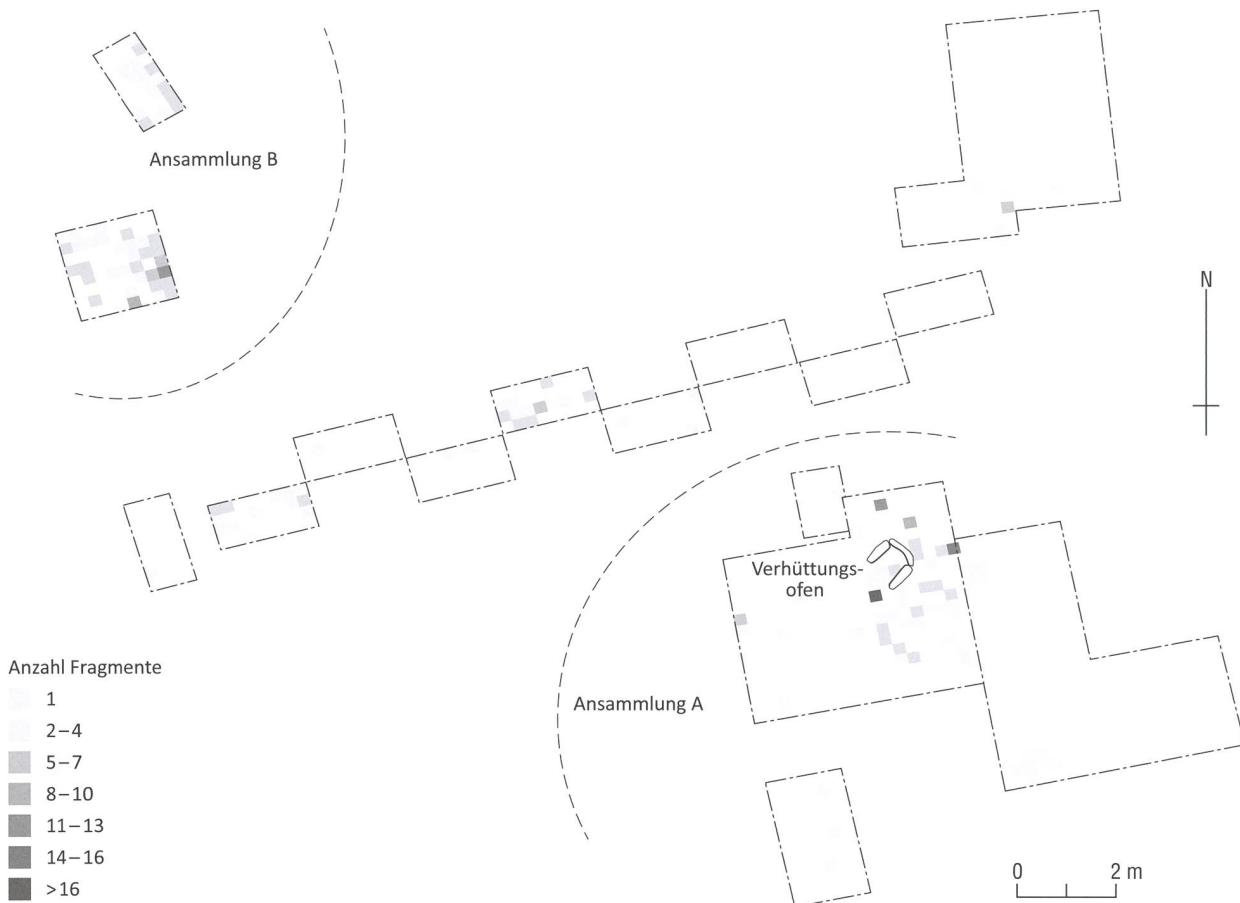 Ansammlung B
N
Verhüttungs-
ofen
Ansammlung A
Anzahl Fragmente
1
2–4
5–7
8–10
11–13
14–16
>16
0 2 m